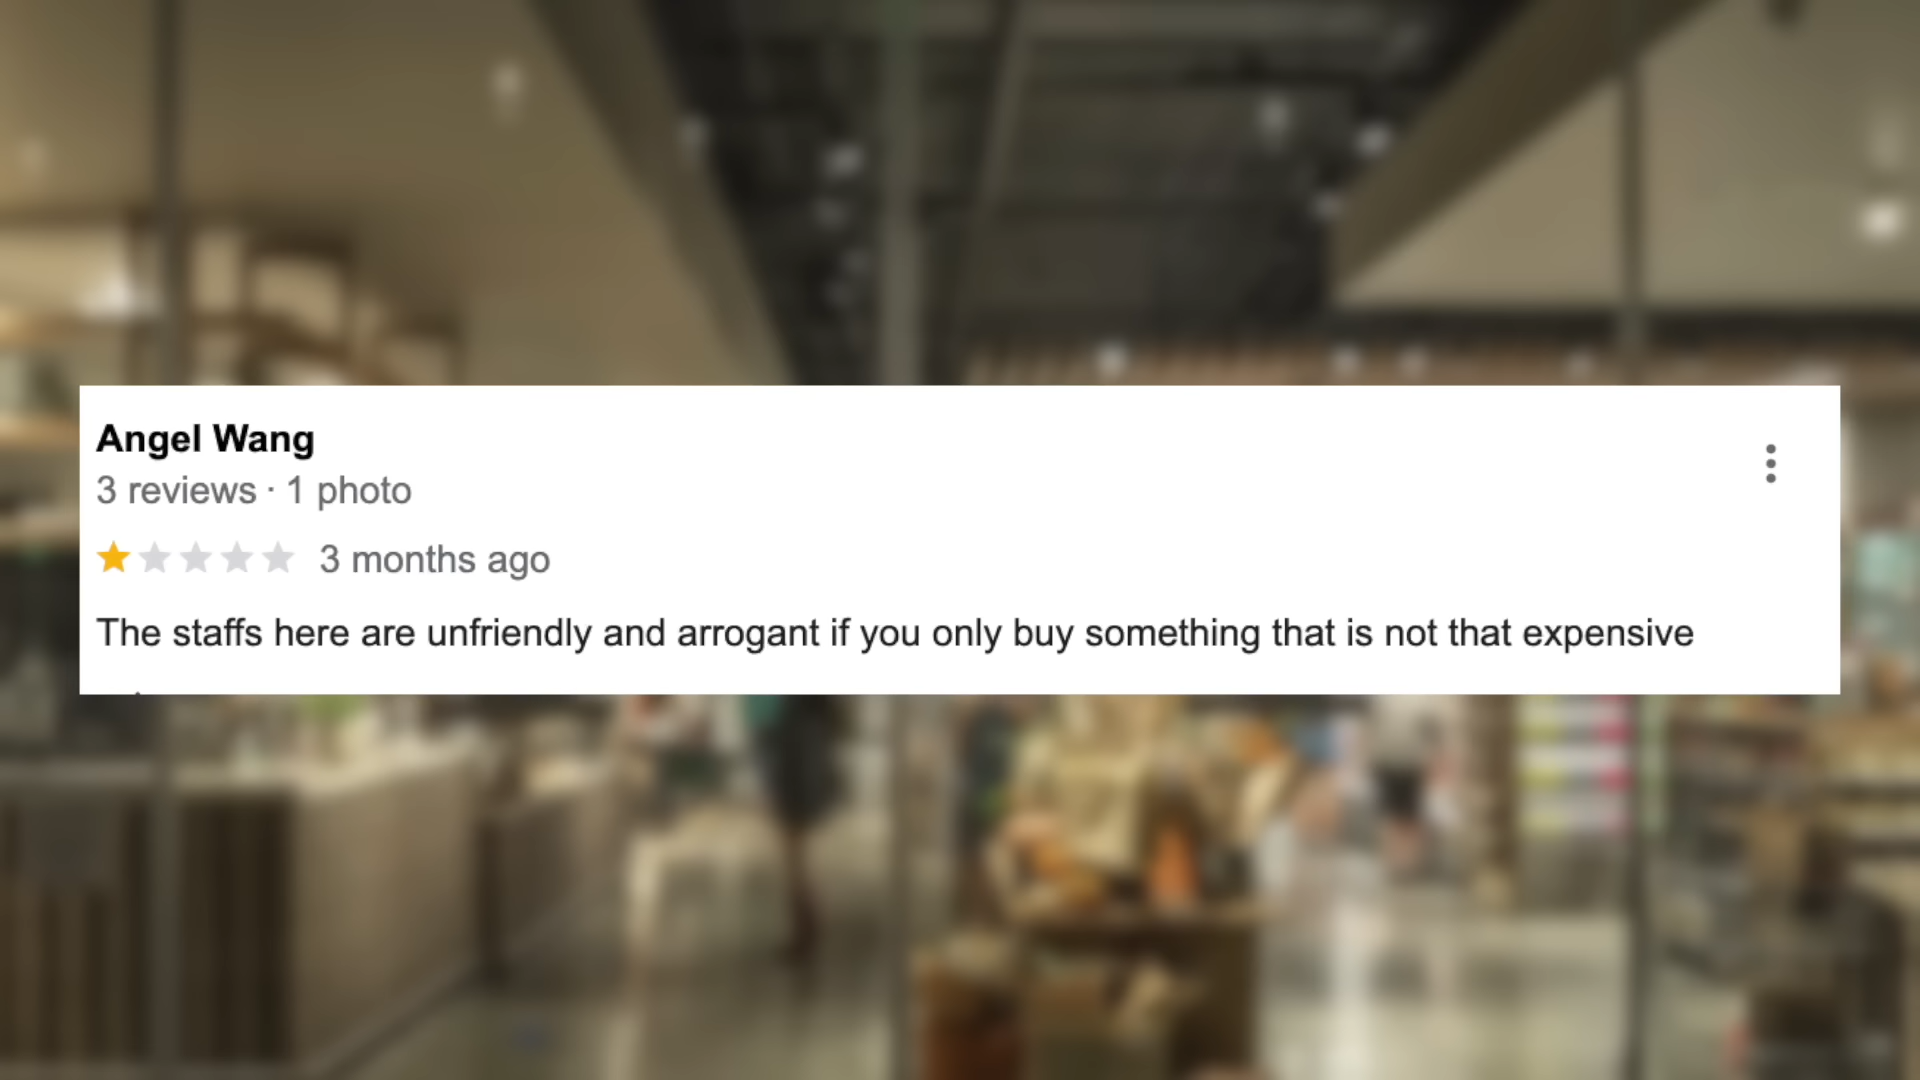 Angel Wang
3 reviews · 1 photo
3 months ago
The staffs here are unfriendly and arrogant if you only buy something that is not that expensive